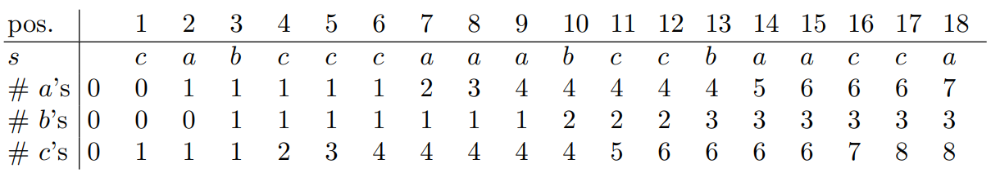 pos. 1 2 3 4 5 6 7 8 9 10 11 12 13 14 15 16 17 18
s c a b c c c a a a b c c b a a c c a
# a's 0 0 1 1 1 1 1 2 3 4 4 4 4 4 5 6 6 6 7
# b's 0 0 0 1 1 1 1 1 1 1 2 2 2 3 3 3 3 3 3
# c's 0 1 1 1 2 3 4 4 4 4 4 5 6 6 6 6 7 8 8